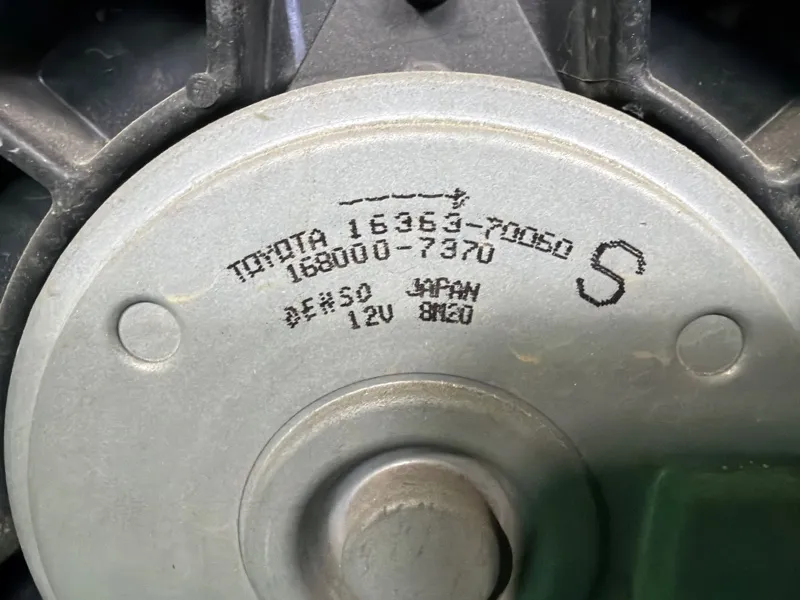 TOYOTA 16363-70060
168000-7370
S
DENSO JAPAN
12V 8M20